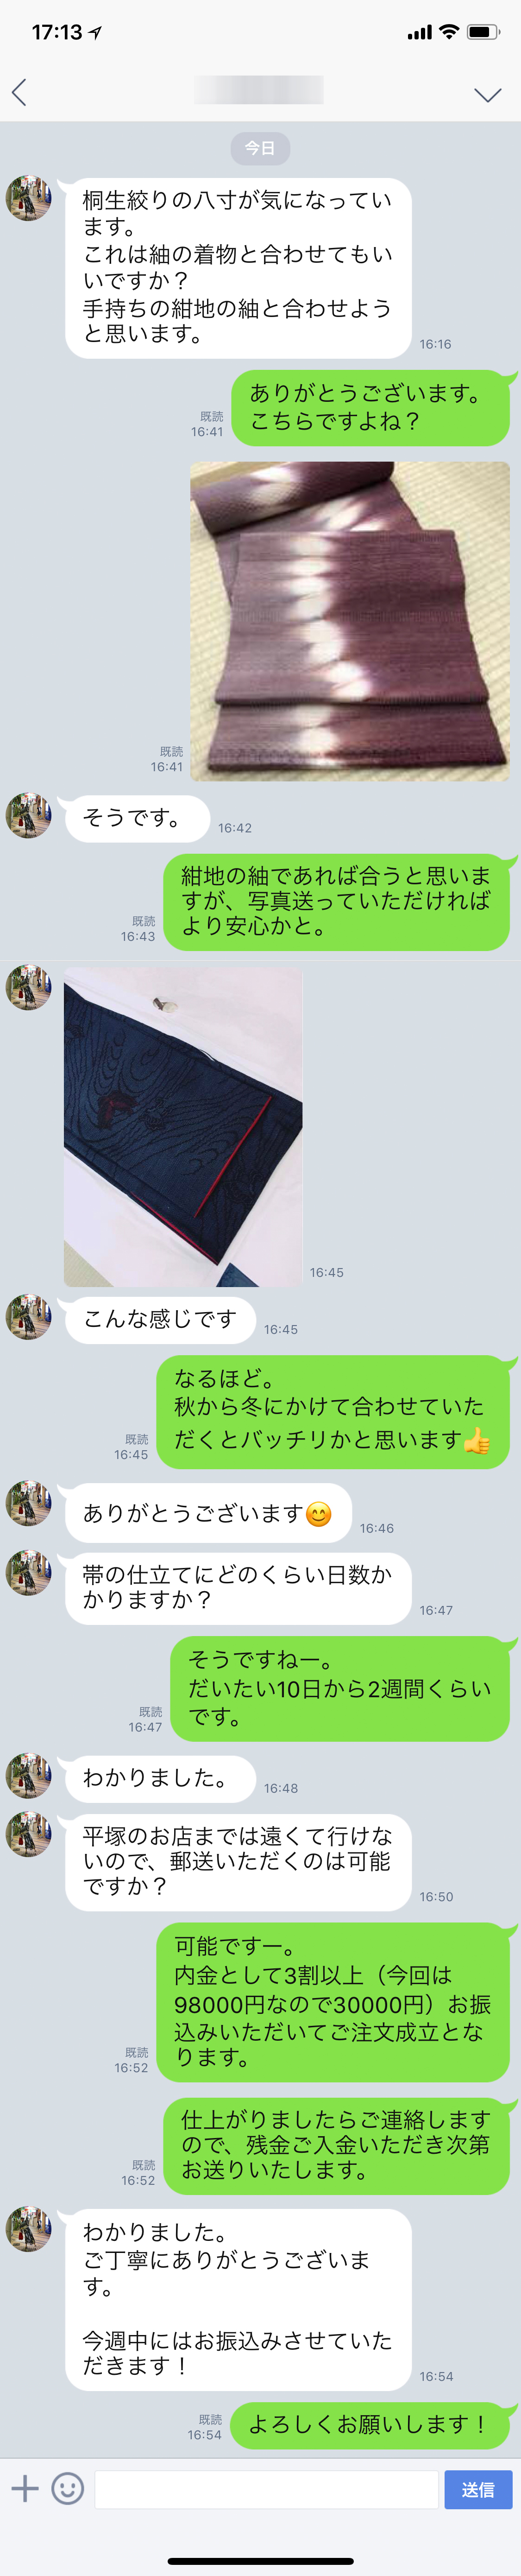 17:13
今日
桐生絞りの八寸が気になってい
ます。
これは紬の着物と合わせてもい
いですか？
手持ちの紺地の紬と合わせよう
と思います。
16:16
ありがとうございます。
こちらですよね？
既読
16:41
既読
16:41
そうです。
16:42
紺地の紬であれば合うと思いま
すが、写真送っていただければ
より安心かと。
既読
16:43
16:45
こんな感じです
16:45
なるほど。
秋から冬にかけて合わせていた
だくとバッチリかと思います👍
既読
16:45
ありがとうございます😊
16:46
帯の仕立てにどのくらい日数か
かりますか？
16:47
そうですねー。
だいたい10日から2週間くらい
です。
既読
16:47
わかりました。
16:48
平塚のお店までは遠くて行けな
いので、郵送いただくのは可能
ですか？
16:50
可能ですー。
内金として3割以上（今回は
98000円なので30000円）お振
込みいただいてご注文成立とな
ります。
既読
16:52
仕上がりましたらご連絡します
ので、残金ご入金いただき次第
お送りいたします。
既読
16:52
わかりました。
ご丁寧にありがとうございま
す。
今週中にはお振込みさせていた
だきます！
16:54
よろしくお願いします！
既読
16:54
送信